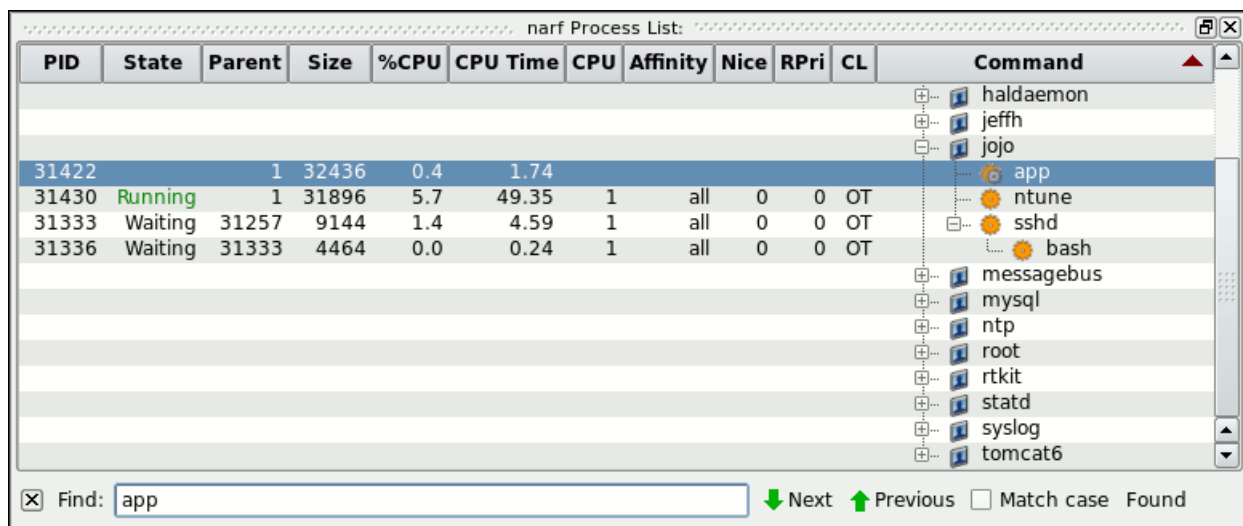 narf Process List:
PID State Parent Size %CPU CPU Time CPU Affinity Nice RPri CL Command
haldaemon
jeffh
jojo
31422 1 32436 0.4 1.74 app
31430 Running 1 31896 5.7 49.35 1 all 0 0 OT ntune
31333 Waiting 31257 9144 1.4 4.59 1 all 0 0 OT sshd
31336 Waiting 31333 4464 0.0 0.24 1 all 0 0 OT bash
messagebus
mysql
ntp
root
rtkit
statd
syslog
tomcat6
Find: app Next Previous Match case Found